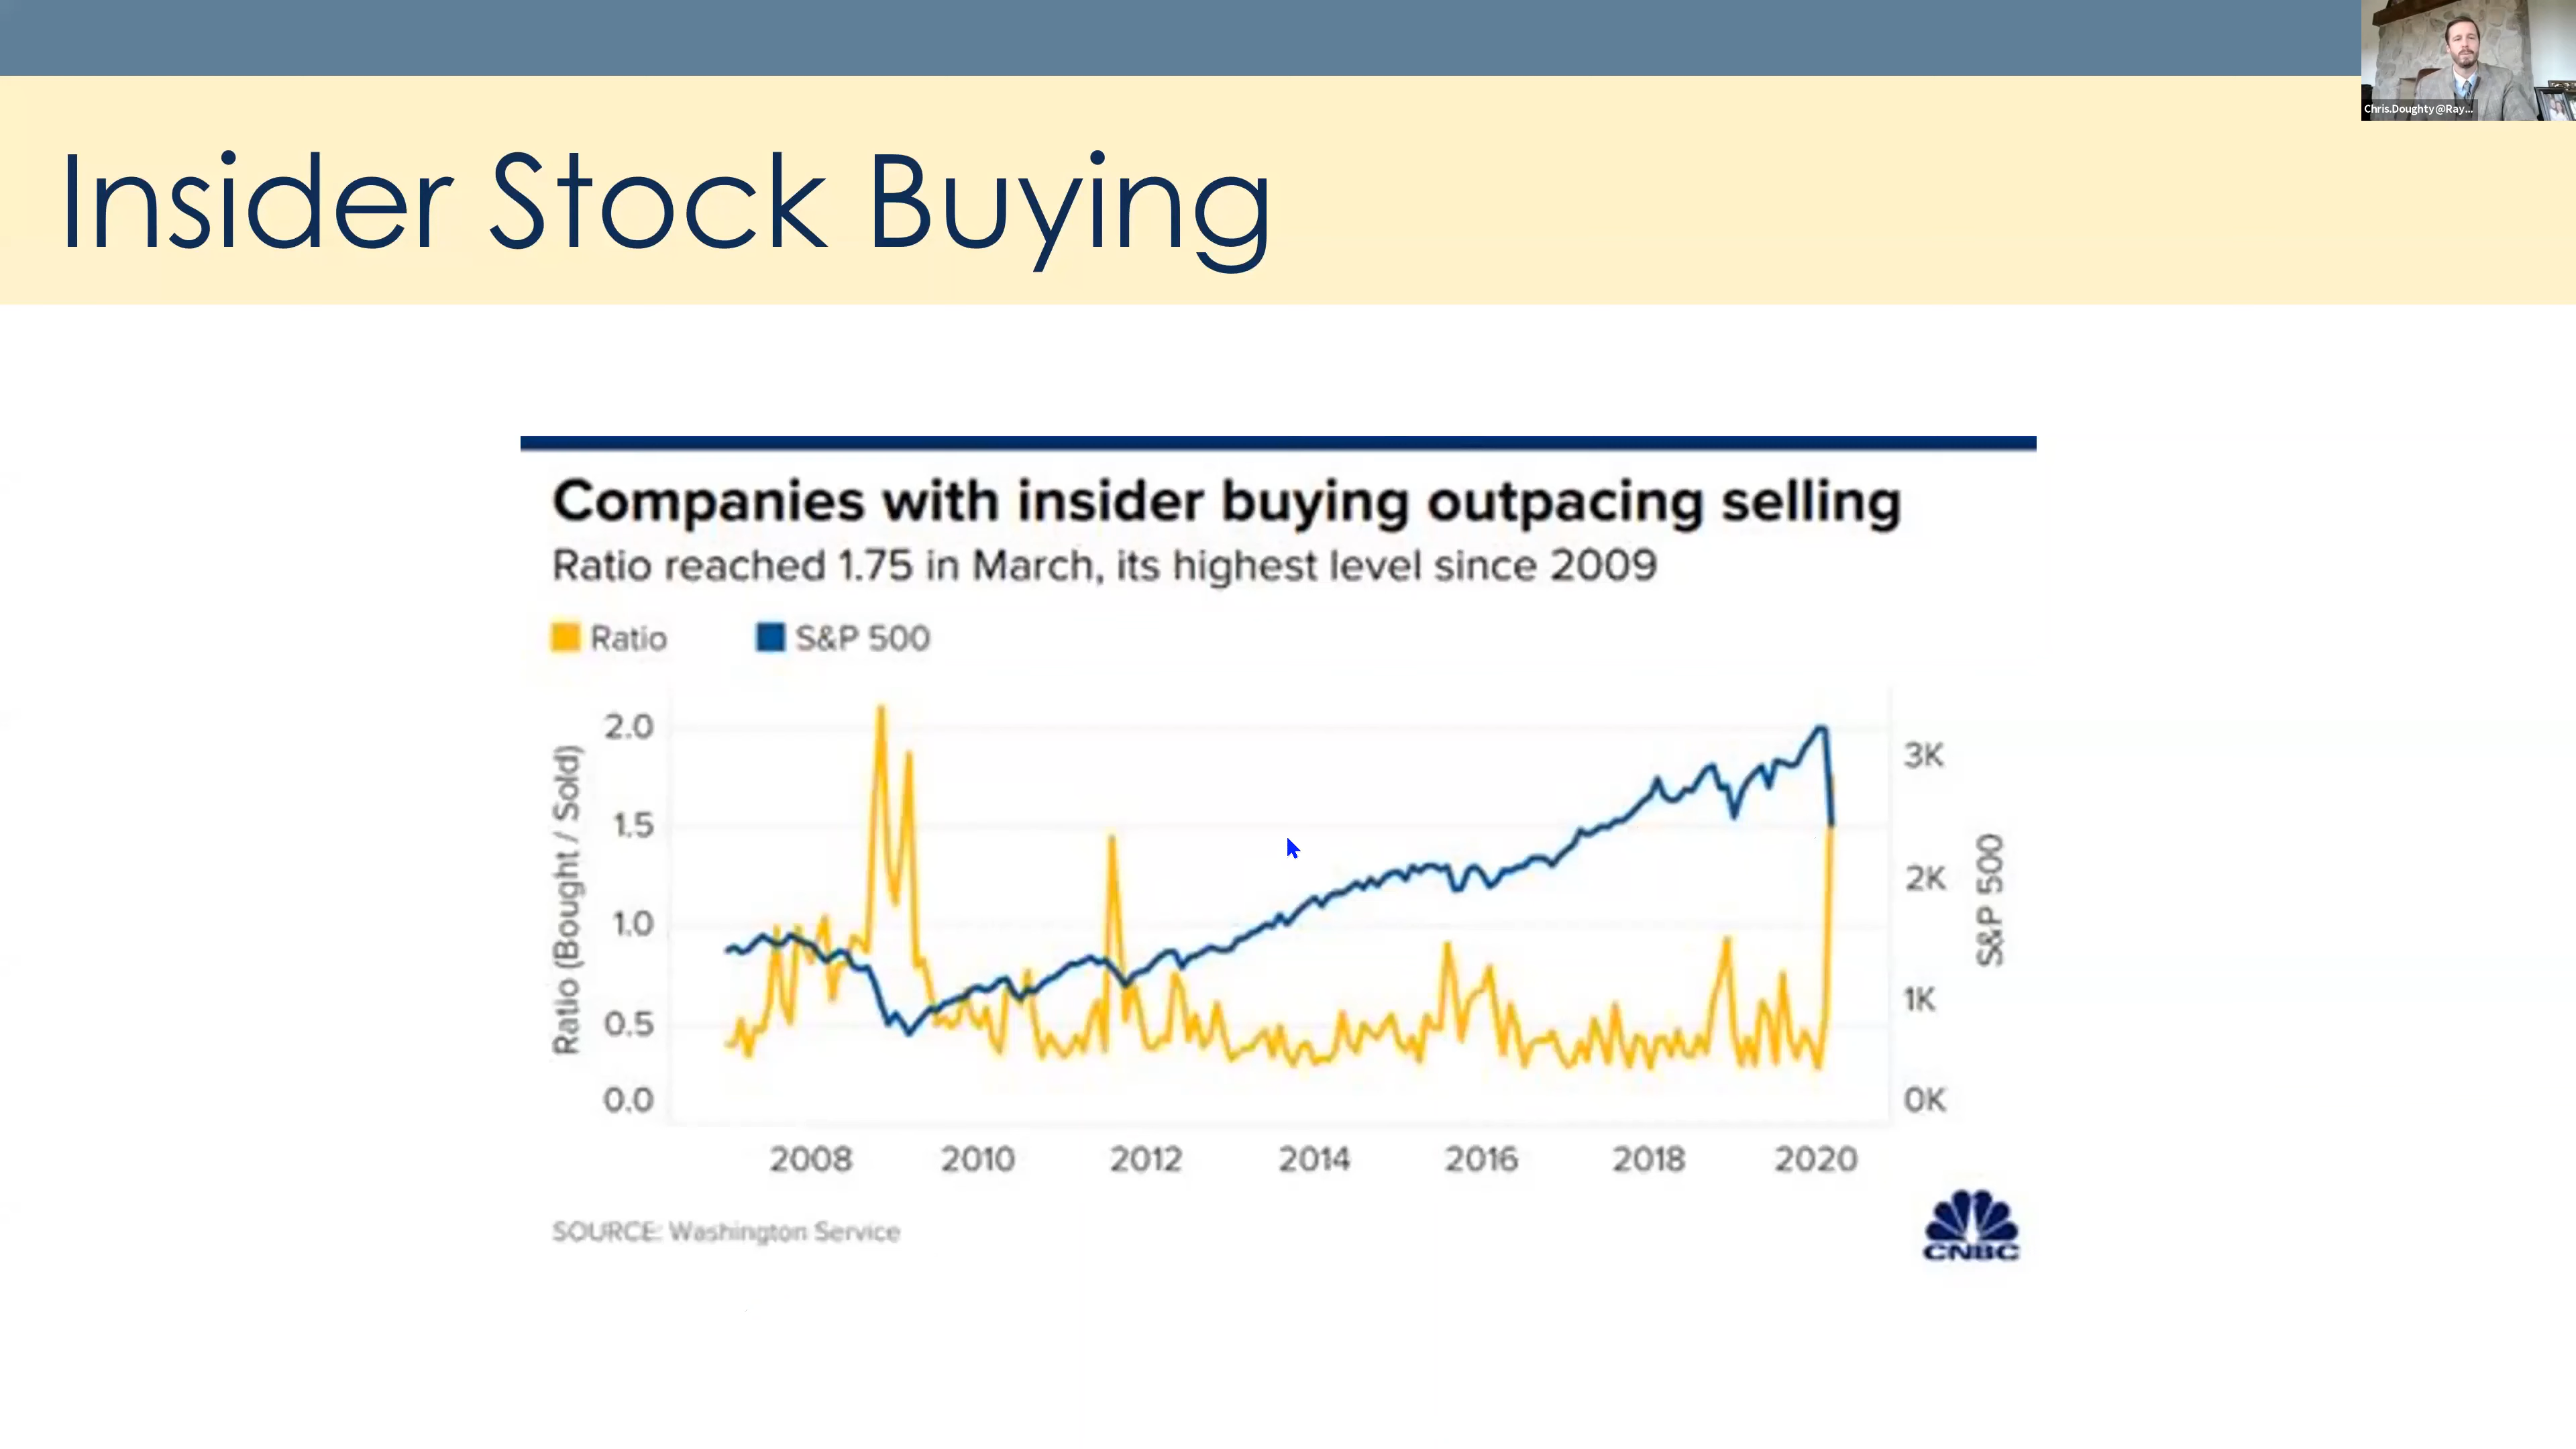 Chris.Doughty@Ray...
Insider Stock Buying
Companies with insider buying outpacing selling
Ratio reached 1.75 in March, its highest level since 2009
Ratio
S&P 500
Ratio (Bought / Sold)
2.0
1.5
1.0
0.5
0.0
3K
2K
1K
0K
S&P 500
2008 2010 2012 2014 2016 2018 2020
SOURCE: Washington Service
CNBC